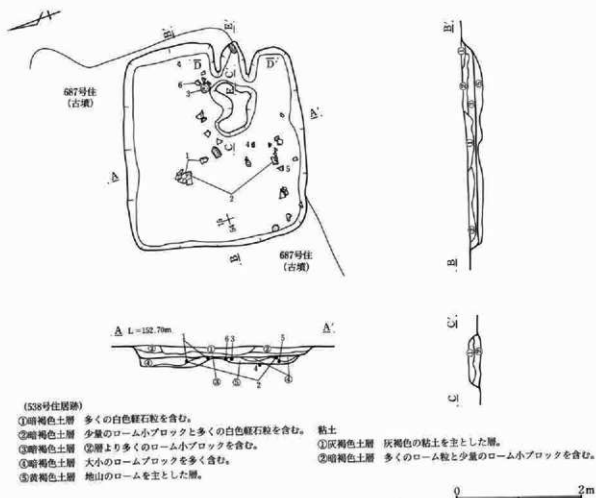 687号住
(古墳)
687号住
(古墳)
A L=152.70m A'
(538号住居跡)
①暗褐色土層 多くの白色軽石粒を含む。
②暗褐色土層 少量のローム小ブロックと多くの白色軽石粒を含む。
③暗褐色土層 ②層より多くのローム小ブロックを含む。
④暗褐色土層 大小のロームブロックを多く含む。
⑤黄褐色土層 地山のロームを主とした層。
粘土
①灰褐色土層 灰褐色の粘土を主とした層。
②暗褐色土層 多くのローム粒と少量のローム小ブロックを含む。
0 2m